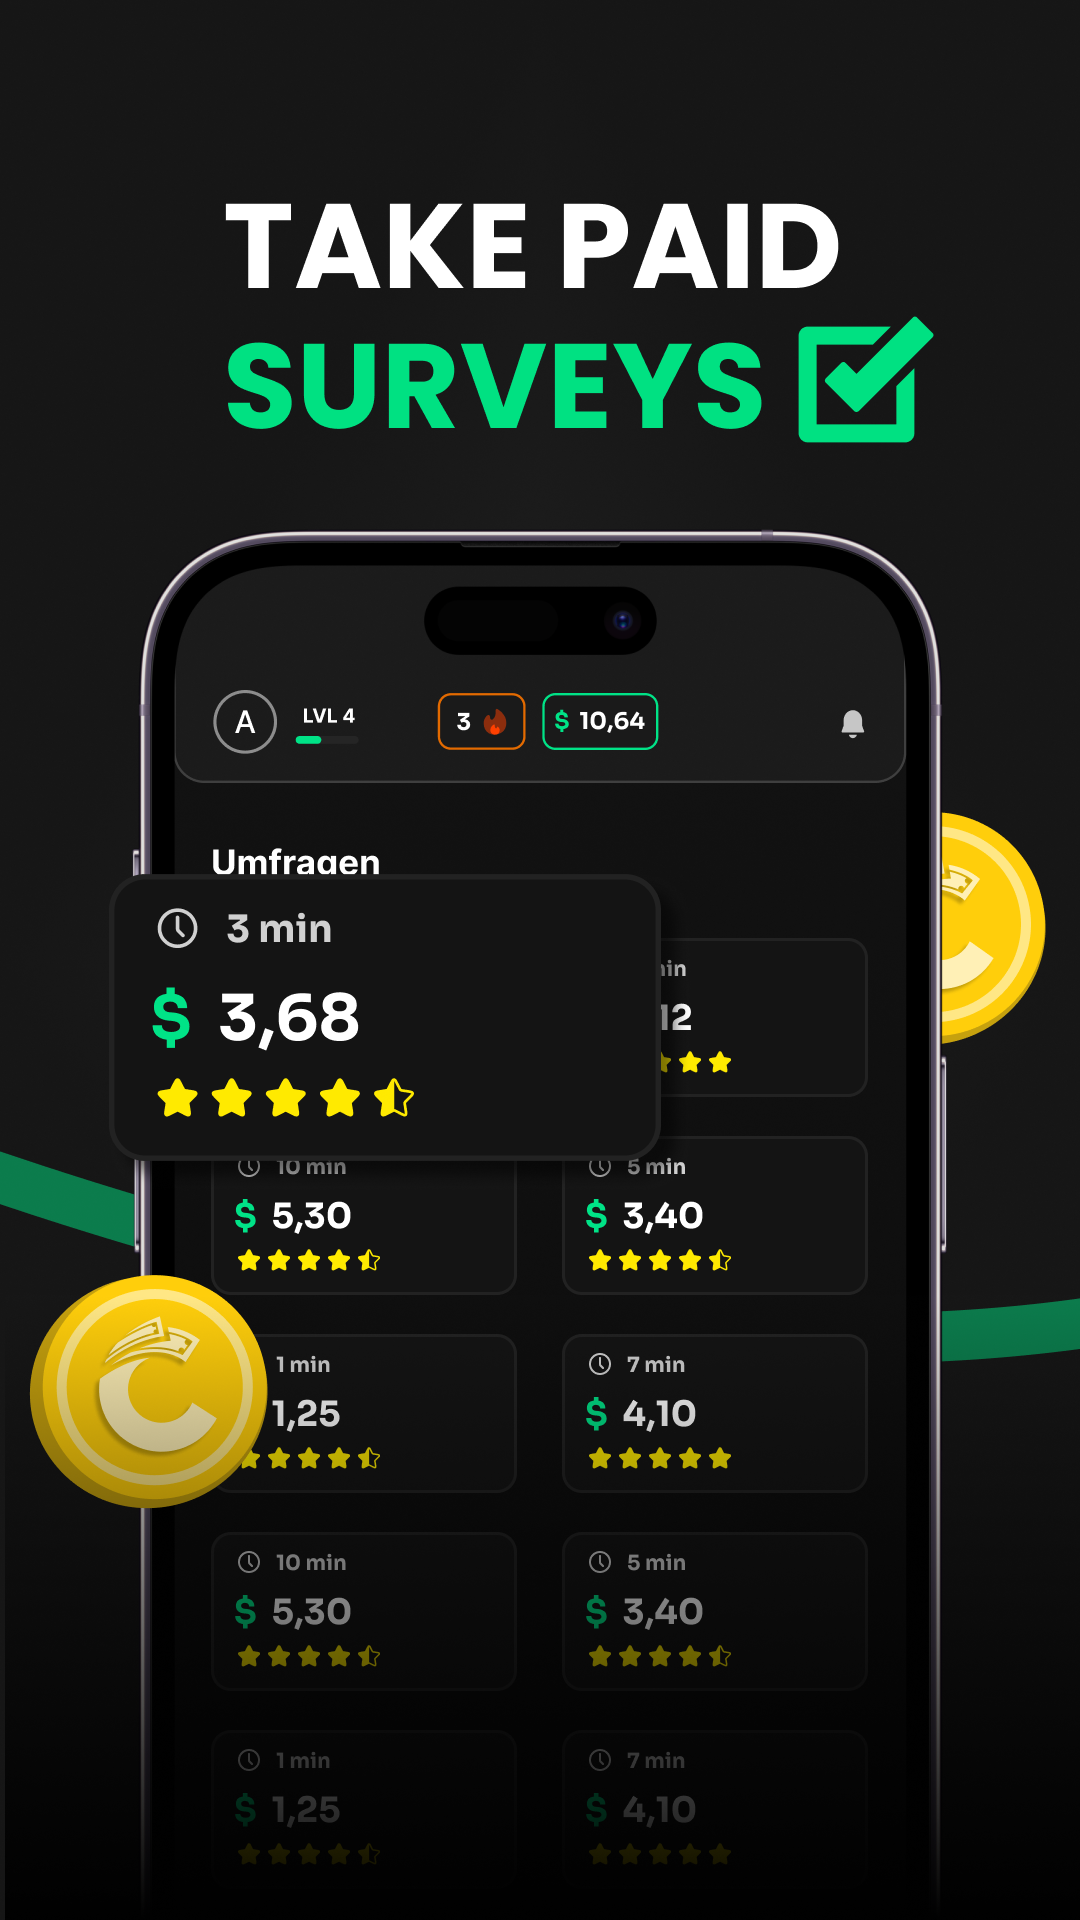 TAKE PAID
SURVEYS
A
LVL 4
3
$ 10,64
Umfragen
3 min
$ 3,68
12
10 min
5 min
$ 5,30
$ 3,40
1 min
7 min
1,25
$ 4,10
10 min
5 min
$ 5,30
$ 3,40
1 min
7 min
$ 1,25
$ 4,10